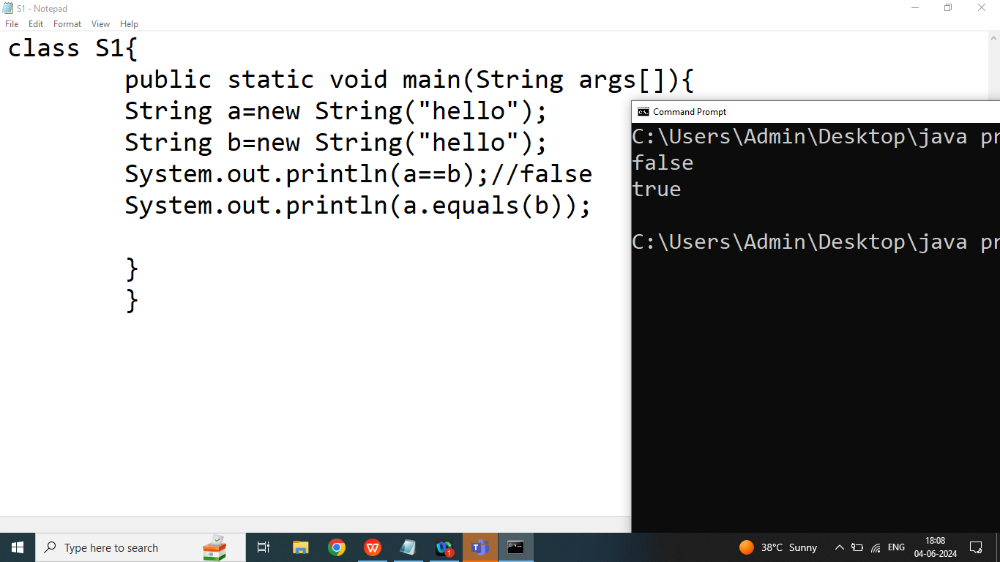 S1 - Notepad
File Edit Format View Help
class S1{
public static void main(String args[]){
String a=new String("hello");
String b=new String("hello");
System.out.println(a==b);//false
System.out.println(a.equals(b));
}
}
Command Prompt
C:\Users\Admin\Desktop\java pr
false
true
C:\Users\Admin\Desktop\java pr
Type here to search
38°C Sunny
ENG
18:08
04-06-2024